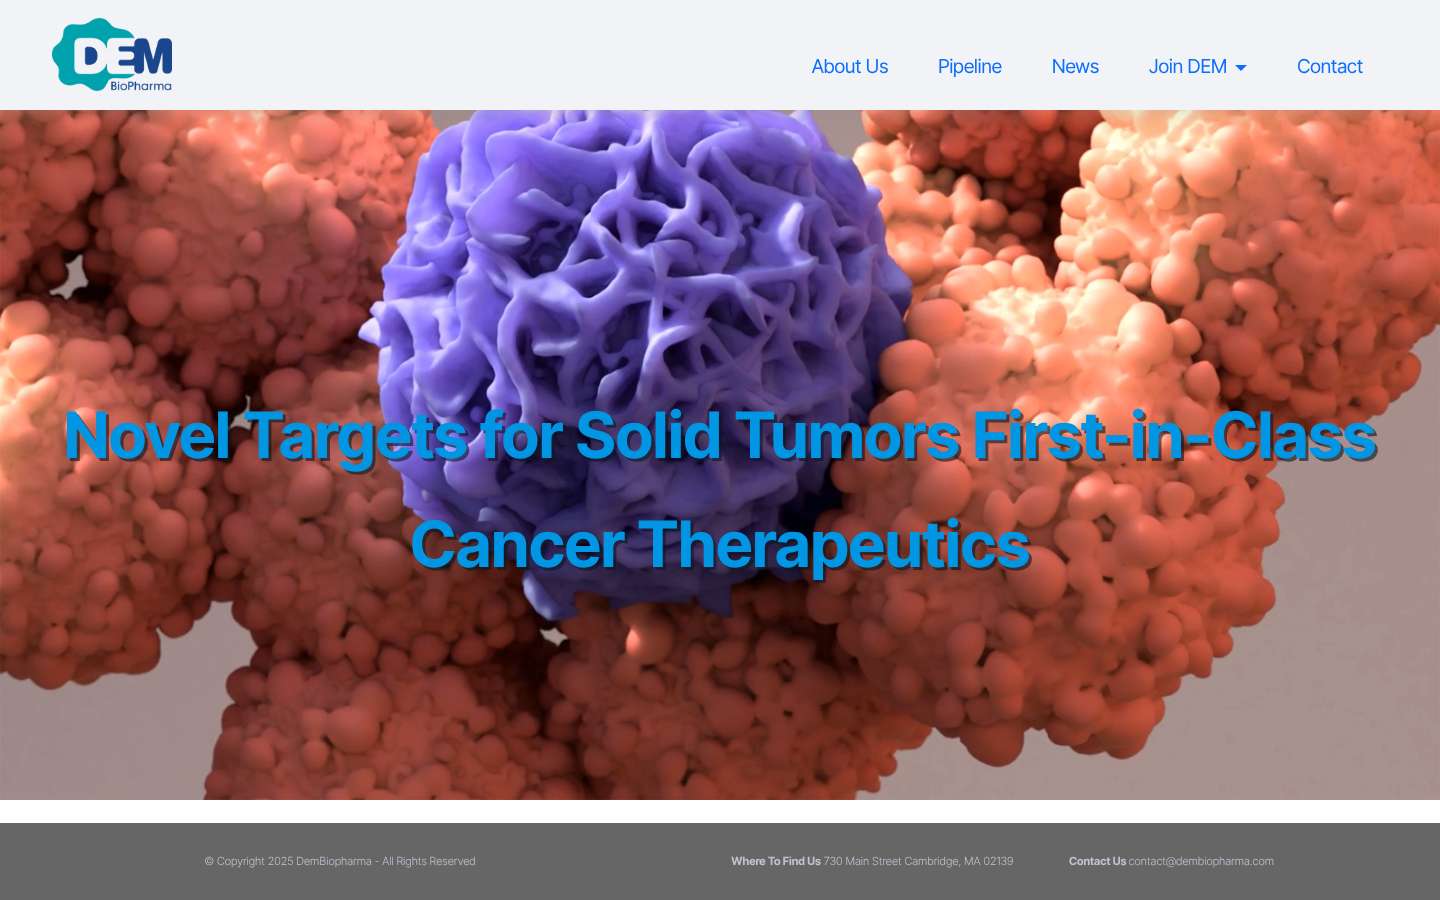 DEM
BioPharma
About Us
Pipeline
News
Join DEM
Contact
Novel Targets for Solid Tumors First-in-Class
Cancer Therapeutics
© Copyright 2025 DemBiopharma - All Rights Reserved
Where To Find Us 730 Main Street Cambridge, MA 02139
Contact Us contact@dembiopharma.com